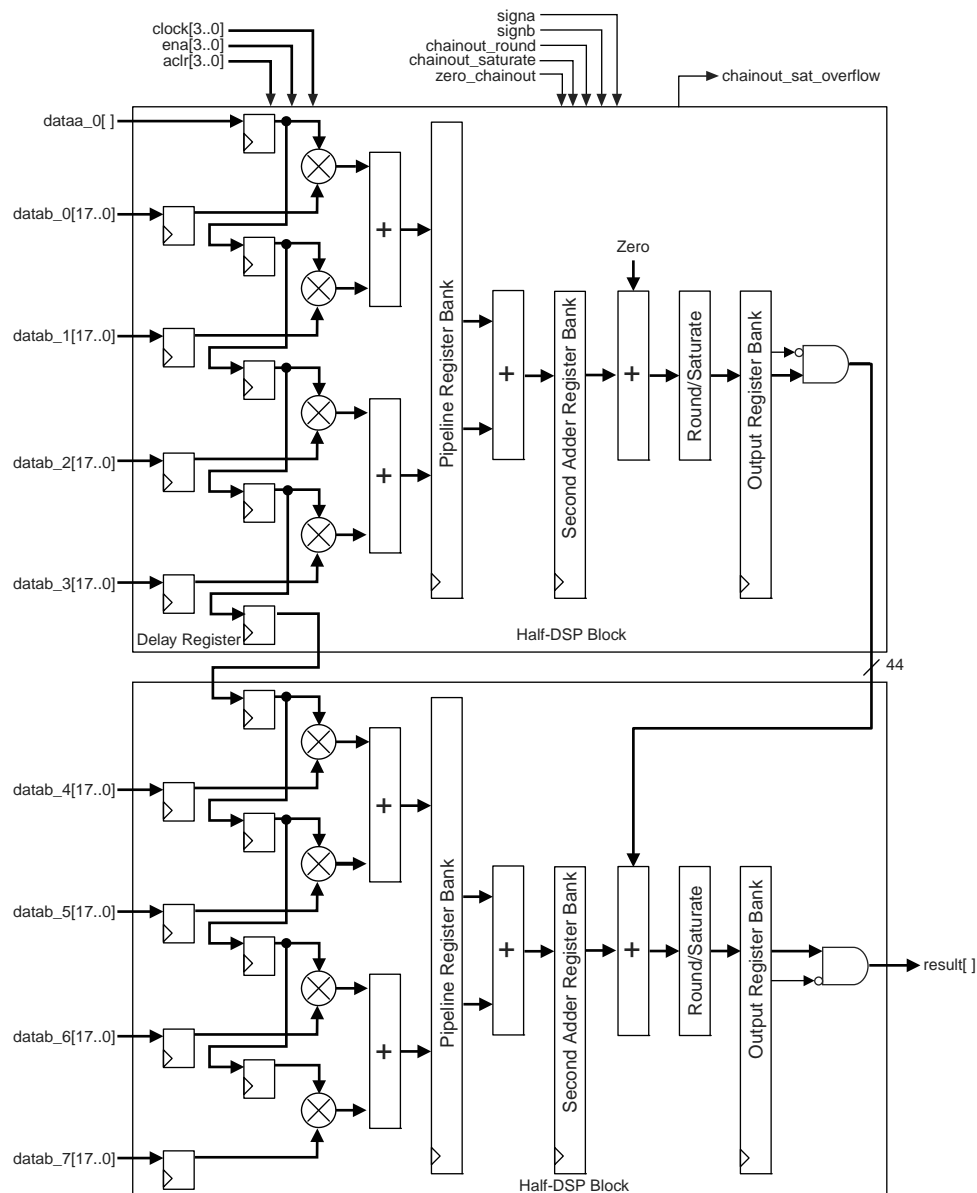 clock[3..0]
ena[3..0]
aclr[3..0]
signa
signb
chainout_round
chainout_saturate
zero_chainout
chainout_sat_overflow
dataa_0[ ]
datab_0[17..0]
datab_1[17..0]
datab_2[17..0]
datab_3[17..0]
+
+
Pipeline Register Bank
+
Second Adder Register Bank
Zero
+
Round/Saturate
Output Register Bank
Delay Register
Half-DSP Block
44
datab_4[17..0]
datab_5[17..0]
datab_6[17..0]
datab_7[17..0]
+
+
Pipeline Register Bank
+
Second Adder Register Bank
+
Round/Saturate
Output Register Bank
result[ ]
Half-DSP Block